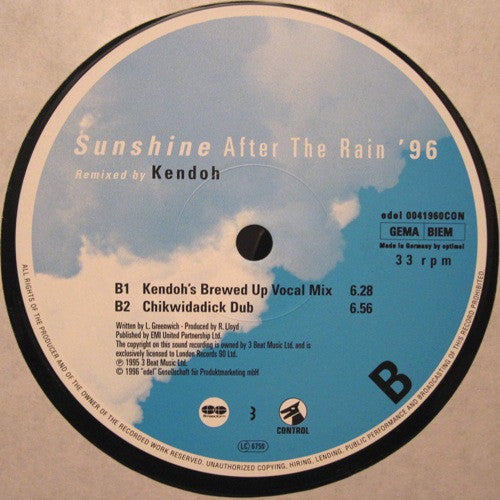 Sunshine After The Rain '96
Remixed by Kendoh
edel 0041960CON
GEMA BIEM
Made in Germany by optimal
33 rpm
B1 Kendoh's Brewed Up Vocal Mix 6.28
B2 Chikwidadick Dub 6.56
Written by L. Greenwich - Produced by R. Lloyd
Published by EMI United Partnership Ltd.
The copyright on this sound recording is owned by 3 Beat Music Ltd. and is
exclusively licensed to London Records 90 Ltd.
℗ 1995 3 Beat Music Ltd.
© 1996 "edel" Gesellschaft für Produktmarketing mbH
B
3
CONTROL
LC 6759
ALL RIGHTS OF THE PRODUCER AND OF THE OWNER OF THE RECORDED WORK RESERVED. UNAUTHORIZED COPYING, HIRING, LENDING, PUBLIC PERFORMANCE AND BROADCASTING OF THIS RECORD PROHIBITED.